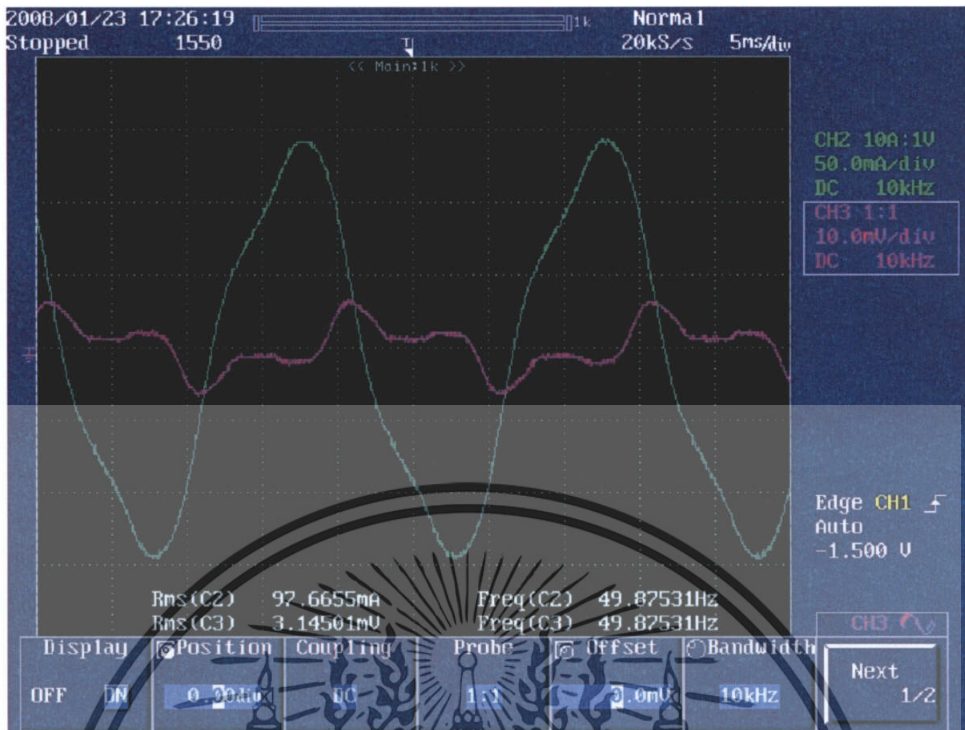 2008/01/23 17:26:19 1k Normal
Stopped 1550 T 20kS/s 5ms/div
<< Main:1k >>
CH2 10A:1V
50.0mA/div
DC 10kHz
CH3 1:1
10.0mV/div
DC 10kHz
Edge CH1
Auto
-1.500 V
Rms(C2) 97.6655mA Freq(C2) 49.87531Hz
Rms(C3) 3.14501mV Freq(C3) 49.87531Hz
CH3
Display Position Coupling Probe Offset Bandwidth
OFF ON 0.00div DC 1:1 0.0mV 10kHz
Next
1/2